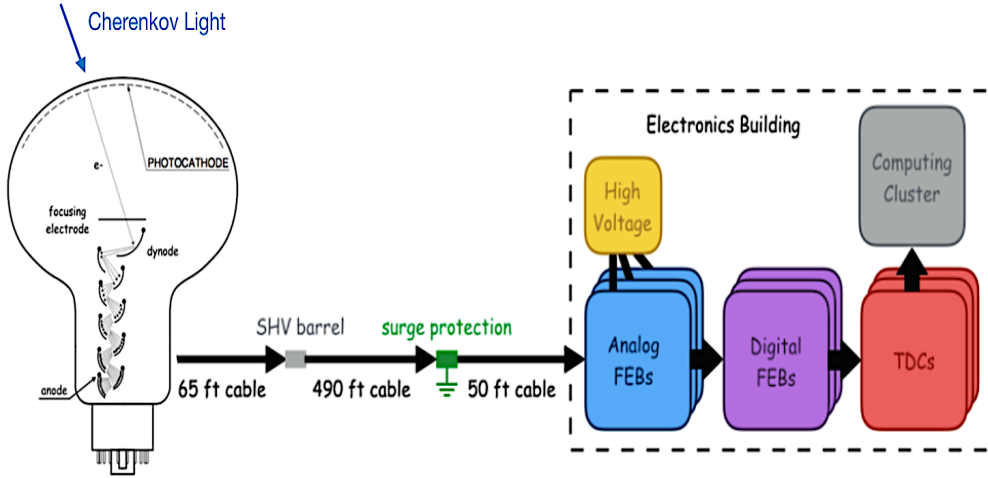 Cherenkov Light
PHOTOCATHODE
e-
focusing
electrode
dynode
anode
SHV barrel
surge protection
65 ft cable
490 ft cable
50 ft cable
Electronics Building
High
Voltage
Computing
Cluster
Analog
FEBs
Digital
FEBs
TDCs